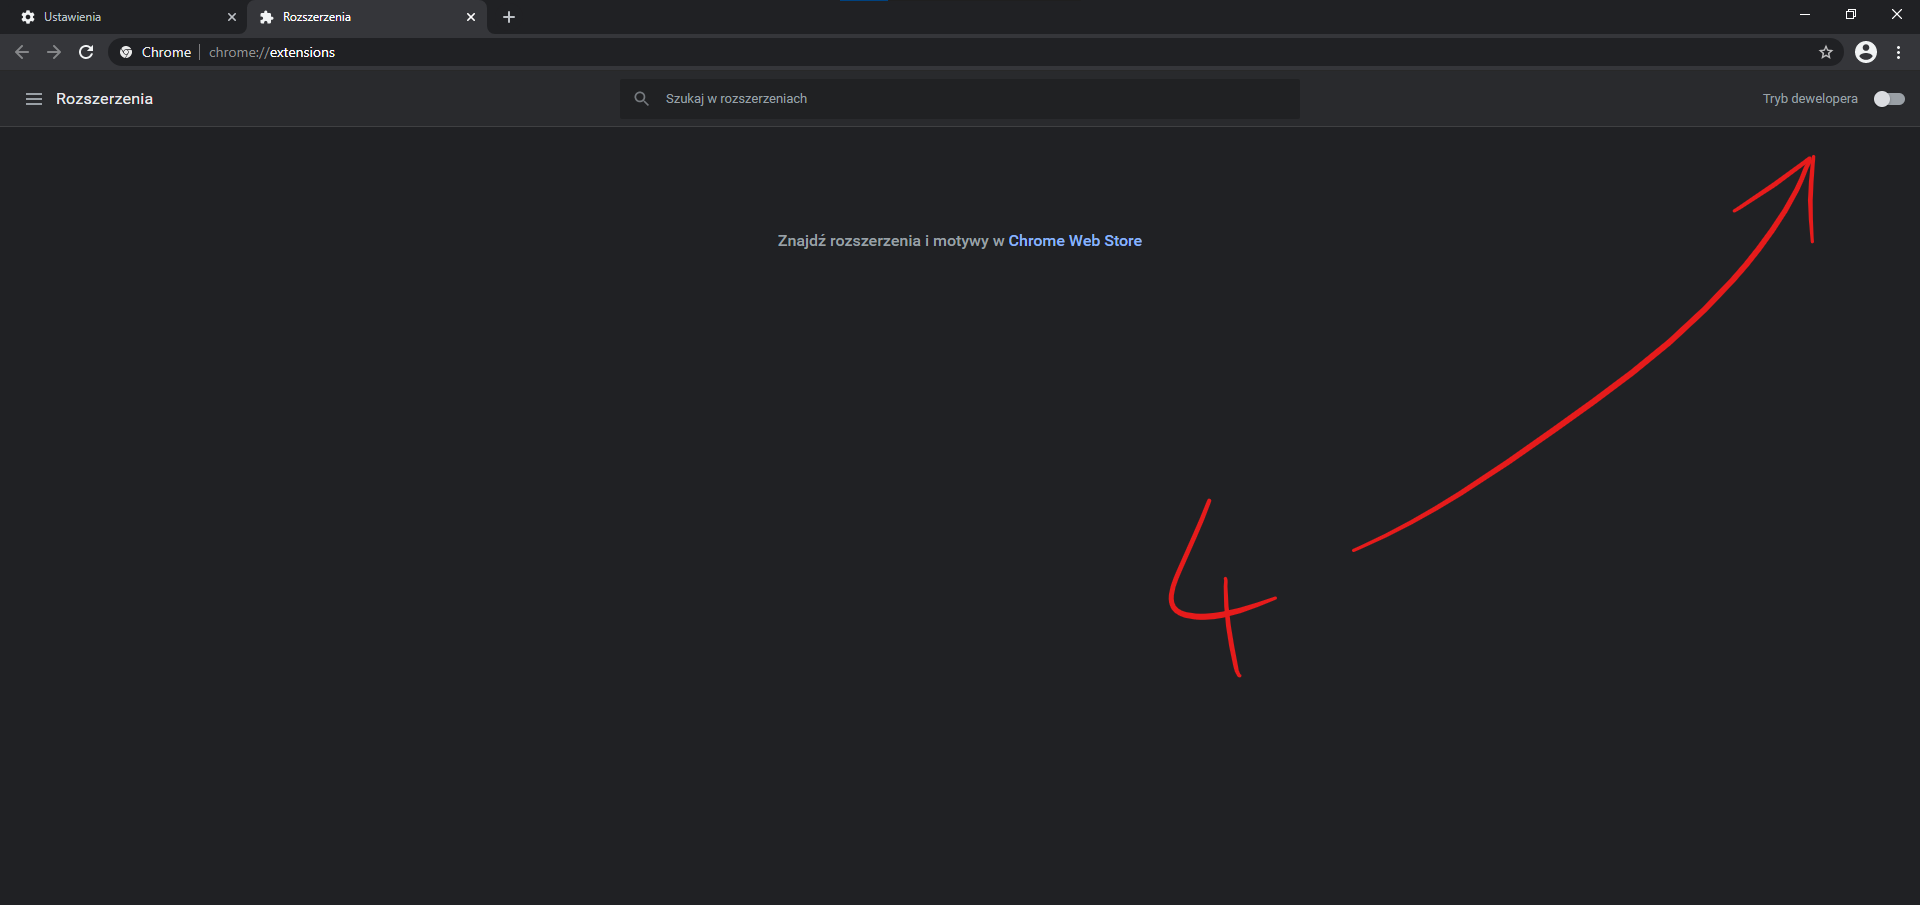 Ustawienia
Rozszerzenia
Chrome
chrome://extensions
Rozszerzenia
Szukaj w rozszerzeniach
Tryb dewelopera
Znajdź rozszerzenia i motywy w Chrome Web Store
4